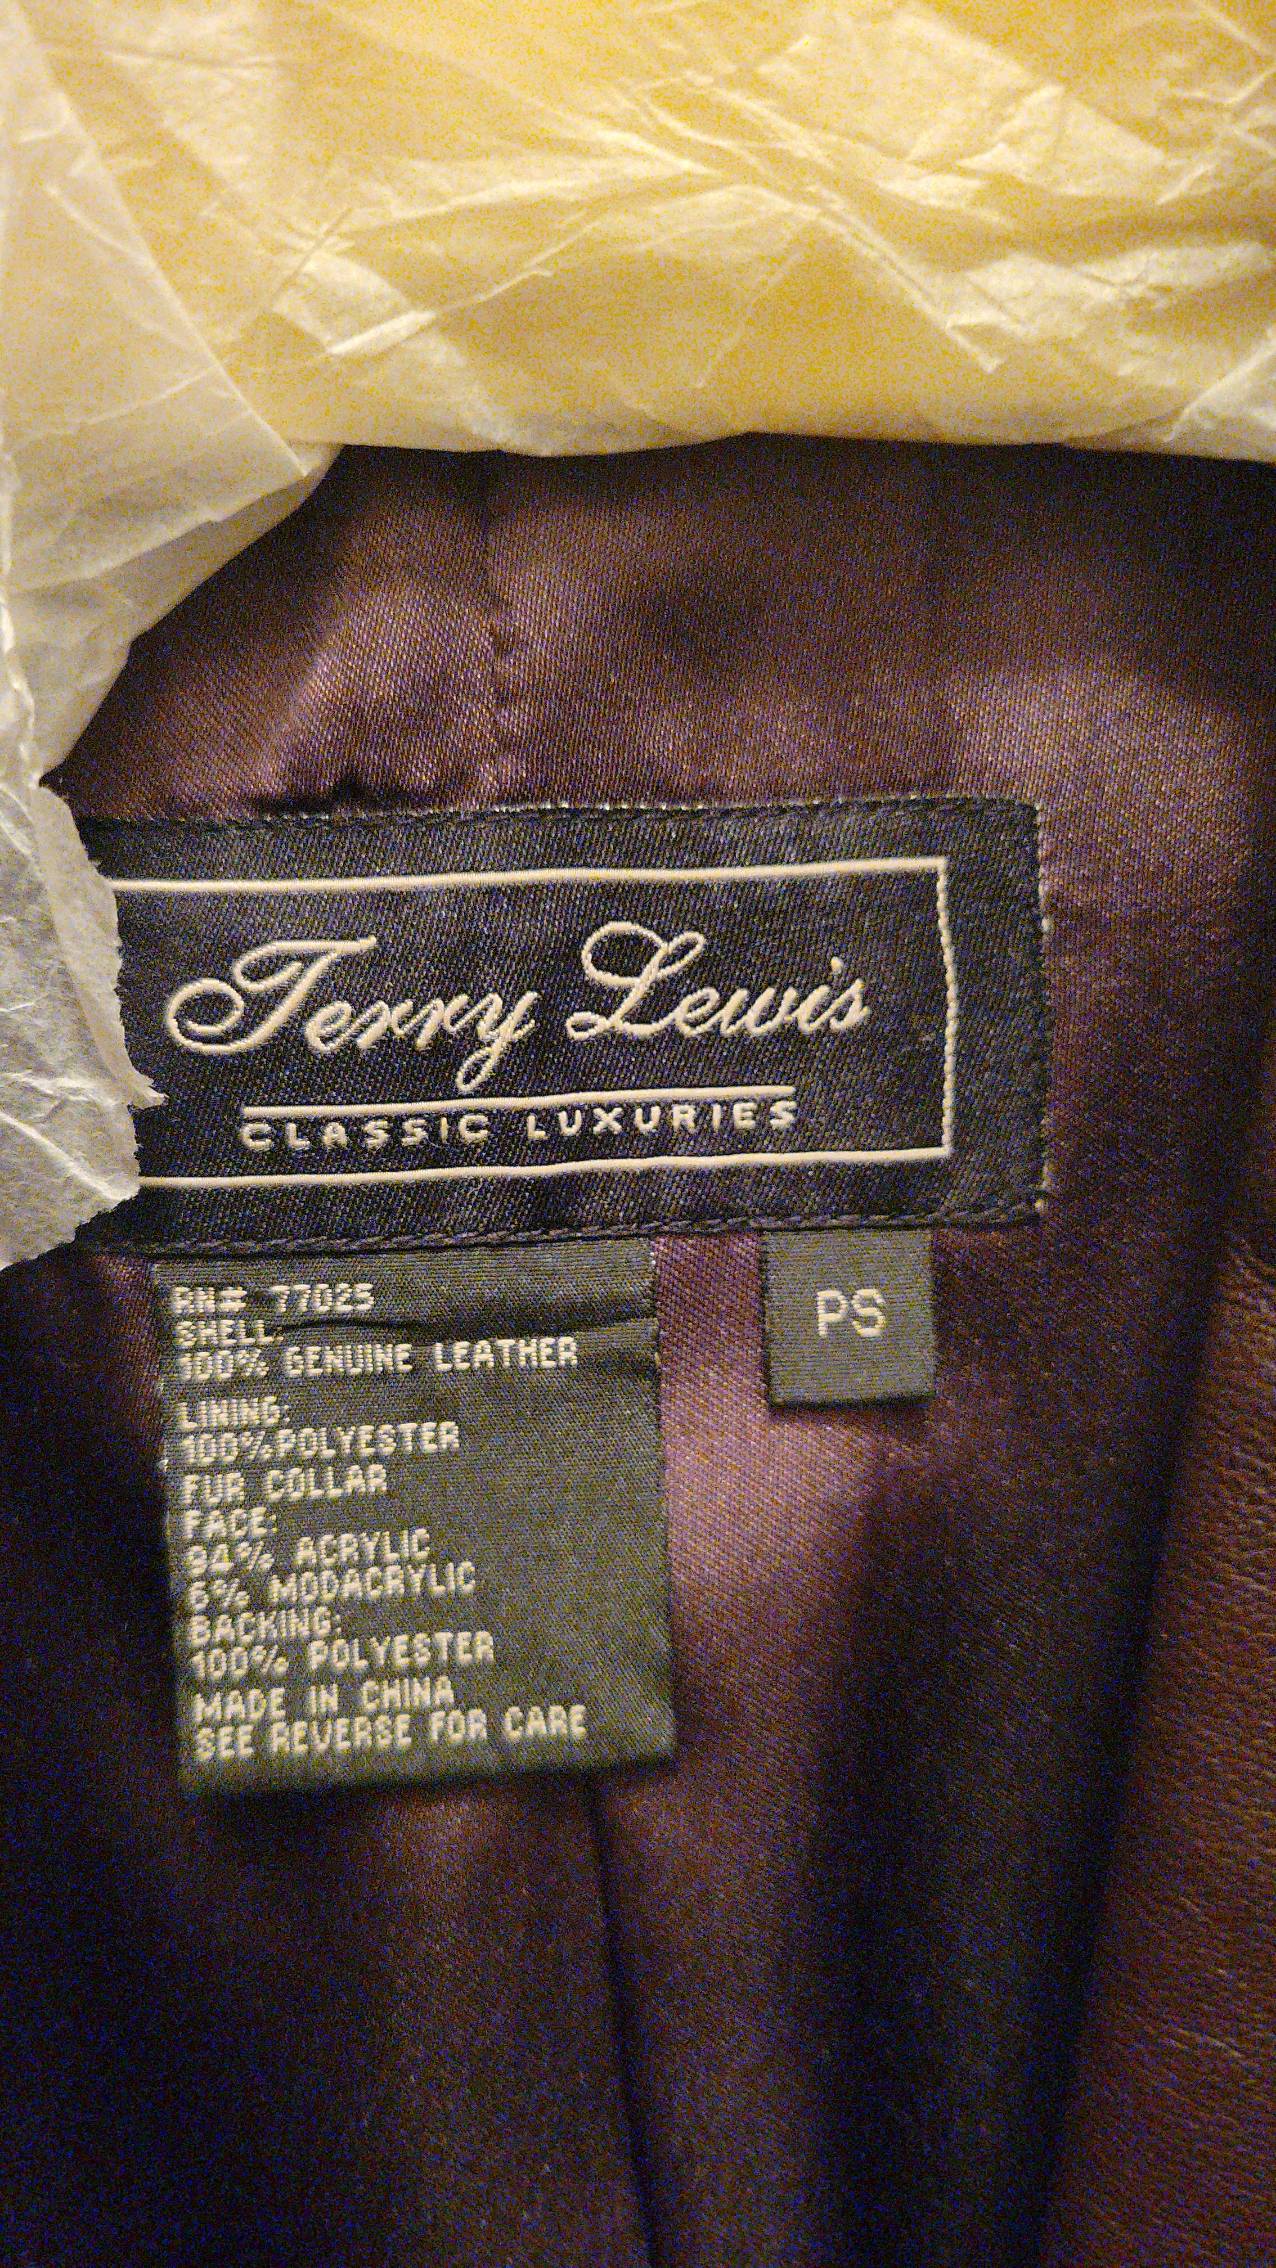 Terry Lewis
CLASSIC LUXURIES
PS
RN# 77025
SHELL:
100% GENUINE LEATHER
LINING:
100% POLYESTER
FUR COLLAR
FACE:
94% ACRYLIC
6% MODACRYLIC
BACKING:
100% POLYESTER
MADE IN CHINA
SEE REVERSE FOR CARE